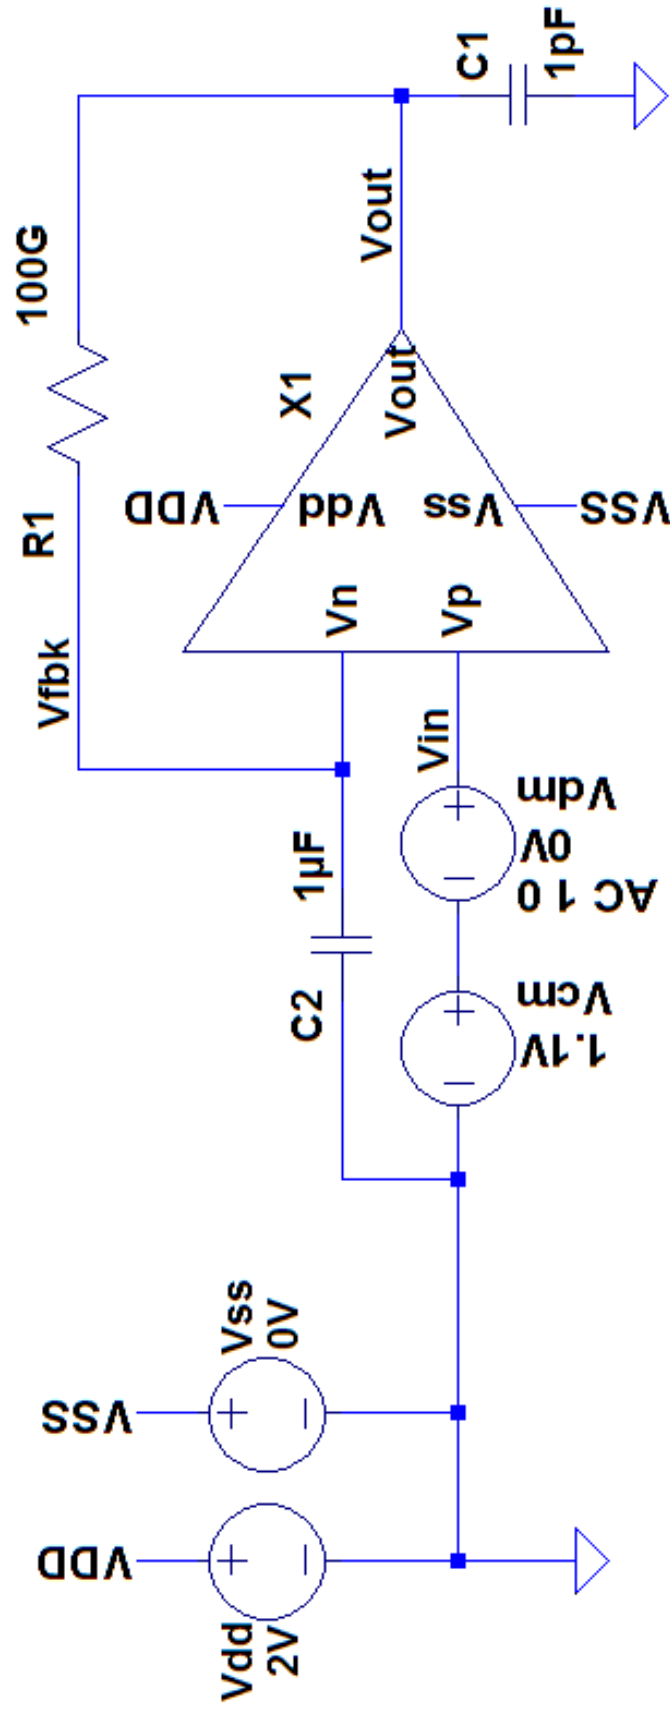 C1
1pF
100G
R1
Vfbk
Vout
X1
VDD
Vdd
Vss
VSS
Vout
Vn
Vp
Vin
Vdm
0V
AC 1 0
Vcm
1.1V
1µF
C2
Vss
0V
VSS
VDD
Vdd
2V